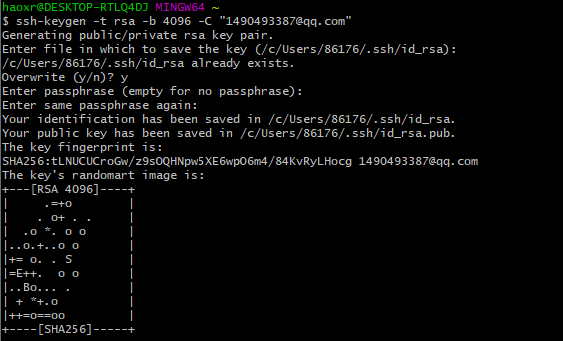 haoxr@DESKTOP-RTLQ4DJ MINGW64 ~
$ ssh-keygen -t rsa -b 4096 -C "1490493387@qq.com"
Generating public/private rsa key pair.
Enter file in which to save the key (/c/Users/86176/.ssh/id_rsa):
/c/Users/86176/.ssh/id_rsa already exists.
Overwrite (y/n)? y
Enter passphrase (empty for no passphrase):
Enter same passphrase again:
Your identification has been saved in /c/Users/86176/.ssh/id_rsa.
Your public key has been saved in /c/Users/86176/.ssh/id_rsa.pub.
The key fingerprint is:
SHA256:tLNUCUCroGw/z9sOQHNpw5XE6wpO6m4/84KvRyLHocg 1490493387@qq.com
The key's randomart image is:
+---[RSA 4096]----+
|     .=+o        |
|    . o+ . .     |
|  .o *. o o      |
|..o.+..o o       |
|+= o. . S        |
|=E++.  o o       |
|..Bo... .        |
| + *+.o          |
|++=o==oo         |
+----[SHA256]-----+